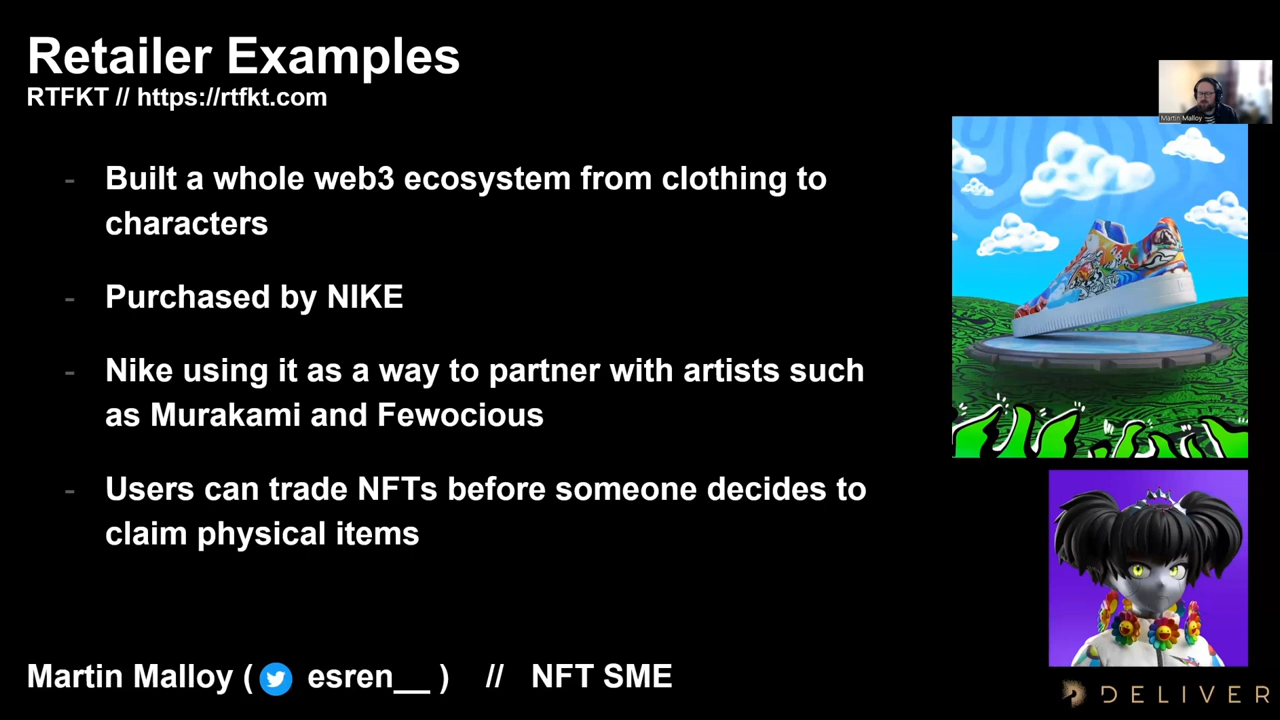 Retailer Examples
RTFKT // https://rtfkt.com
Martin Malloy
- Built a whole web3 ecosystem from clothing to
characters
- Purchased by NIKE
- Nike using it as a way to partner with artists such
as Murakami and Fewocious
- Users can trade NFTs before someone decides to
claim physical items
Martin Malloy ( esren__ ) // NFT SME
DELIVER